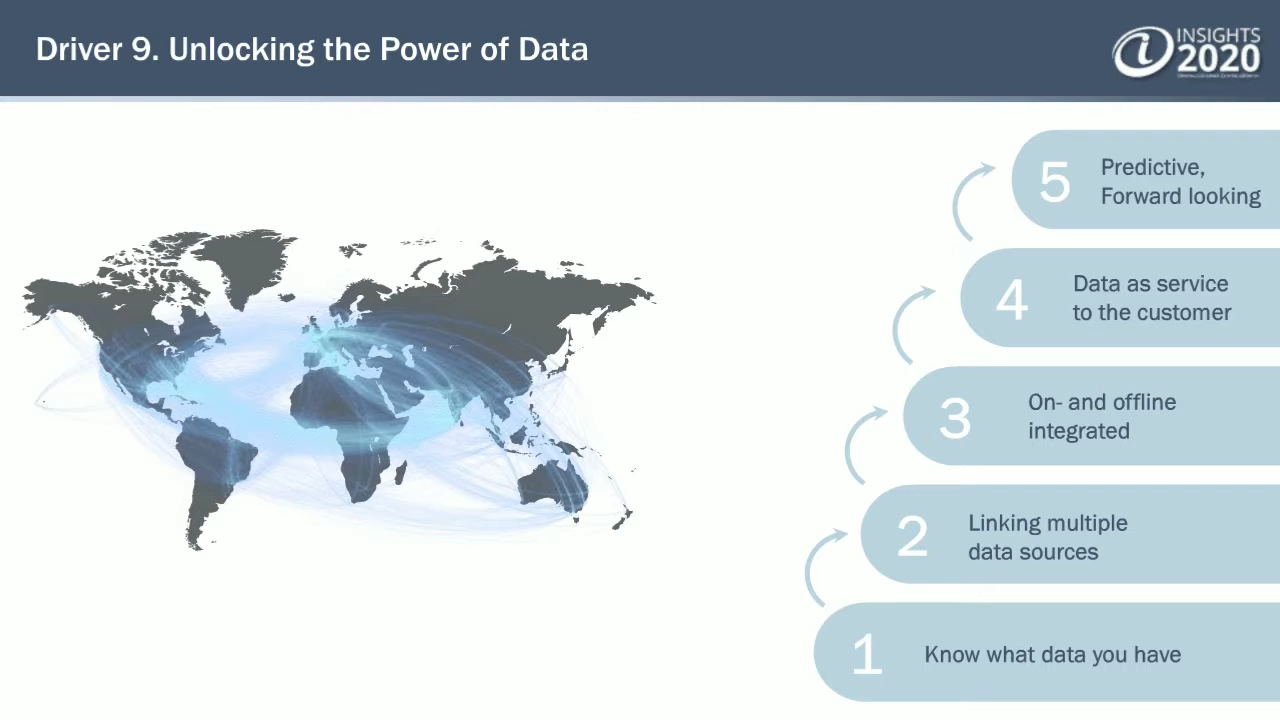 Driver 9. Unlocking the Power of Data
INSIGHTS
2020
5
Predictive,
Forward looking
4
Data as service
to the customer
3
On- and offline
integrated
2
Linking multiple
data sources
1
Know what data you have